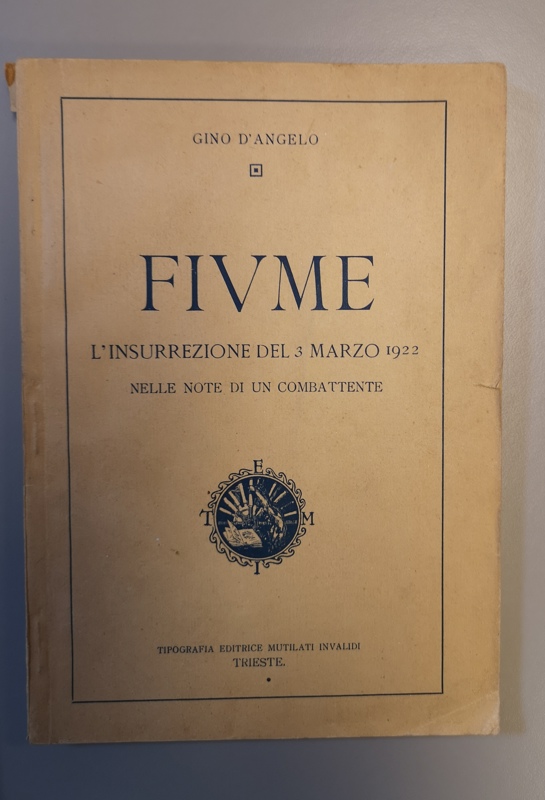 GINO D'ANGELO
FIVME
L'INSURREZIONE DEL 3 MARZO 1922
NELLE NOTE DI UN COMBATTENTE
E
T M
I
TIPOGRAFIA EDITRICE MUTILATI INVALIDI
TRIESTE.